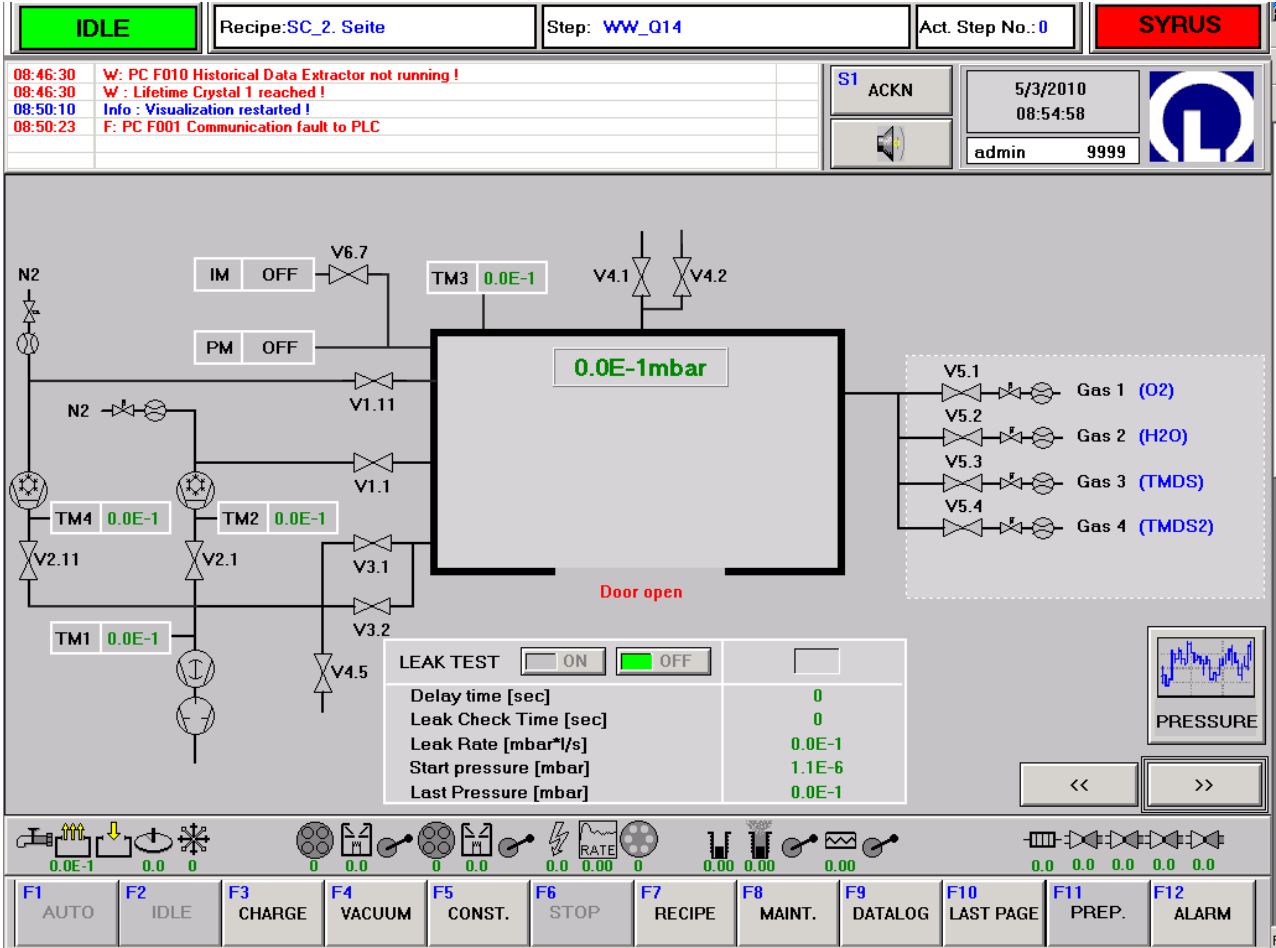 IDLE
Recipe:SC_2. Seite
Step: WW_Q14
Act. Step No.: 0
SYRUS
08:46:30 W: PC F010 Historical Data Extractor not running !
08:46:30 W : Lifetime Crystal 1 reached !
08:50:10 Info : Visualization restarted !
08:50:23 F: PC F001 Communication fault to PLC
S1 ACKN
5/3/2010
08:54:58
admin 9999
N2
IM OFF
V6.7
TM3 0.0E-1
V4.1
V4.2
PM OFF
0.0E-1mbar
V1.11
N2
V1.1
V5.1
Gas 1 (O2)
V5.2
Gas 2 (H2O)
V5.3
Gas 3 (TMDS)
V5.4
Gas 4 (TMDS2)
TM4 0.0E-1
TM2 0.0E-1
V2.11
V2.1
V3.1
Door open
V3.2
TM1 0.0E-1
V4.5
LEAK TEST ON OFF
Delay time [sec] 0
Leak Check Time [sec] 0
Leak Rate [mbar*l/s] 0.0E-1
Start pressure [mbar] 1.1E-6
Last Pressure [mbar] 0.0E-1
PRESSURE
<< >>
RATE
0.0E-1 0.0 0 0 0.0 0 0.0 0.0 0.00 0 0.00 0.00 0.00 0.0 0.0 0.0 0.0 0.0
F1 AUTO
F2 IDLE
F3 CHARGE
F4 VACUUM
F5 CONST.
F6 STOP
F7 RECIPE
F8 MAINT.
F9 DATALOG
F10 LAST PAGE
F11 PREP.
F12 ALARM